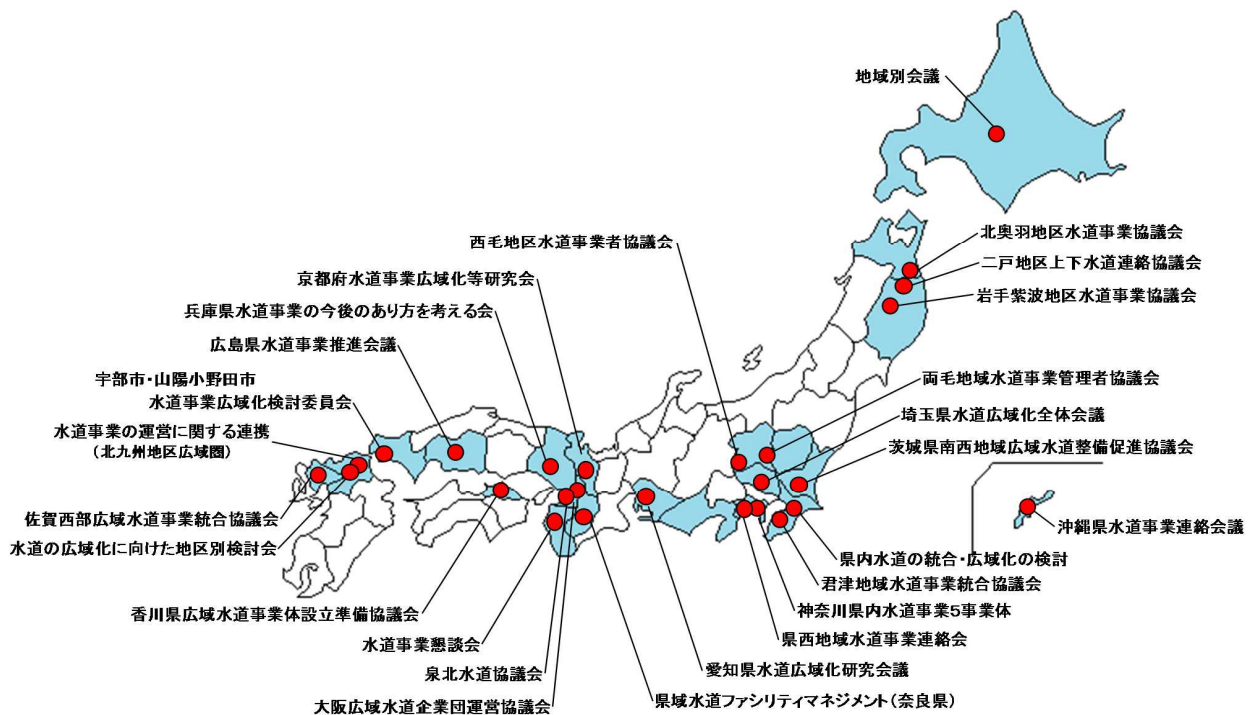 地域別会議
北奥羽地区水道事業協議会
二戸地区上下水道連絡協議会
岩手紫波地区水道事業協議会
西毛地区水道事業者協議会
京都府水道事業広域化等研究会
兵庫県水道事業の今後のあり方を考える会
広島県水道事業推進会議
宇部市・山陽小野田市
水道事業広域化検討委員会
水道事業の運営に関する連携
(北九州地区広域圏)
両毛地域水道事業管理者協議会
埼玉県水道広域化全体会議
茨城県南西地域広域水道整備促進協議会
沖縄県水道事業連絡会議
佐賀西部広域水道事業統合協議会
水道の広域化に向けた地区別検討会
県内水道の統合・広域化の検討
君津地域水道事業統合協議会
神奈川県内水道事業5事業体
県西地域水道事業連絡会
香川県広域水道事業体設立準備協議会
水道事業懇談会
泉北水道協議会
大阪広域水道企業団運営協議会
愛知県水道広域化研究会議
県域水道ファシリティマネジメント(奈良県)